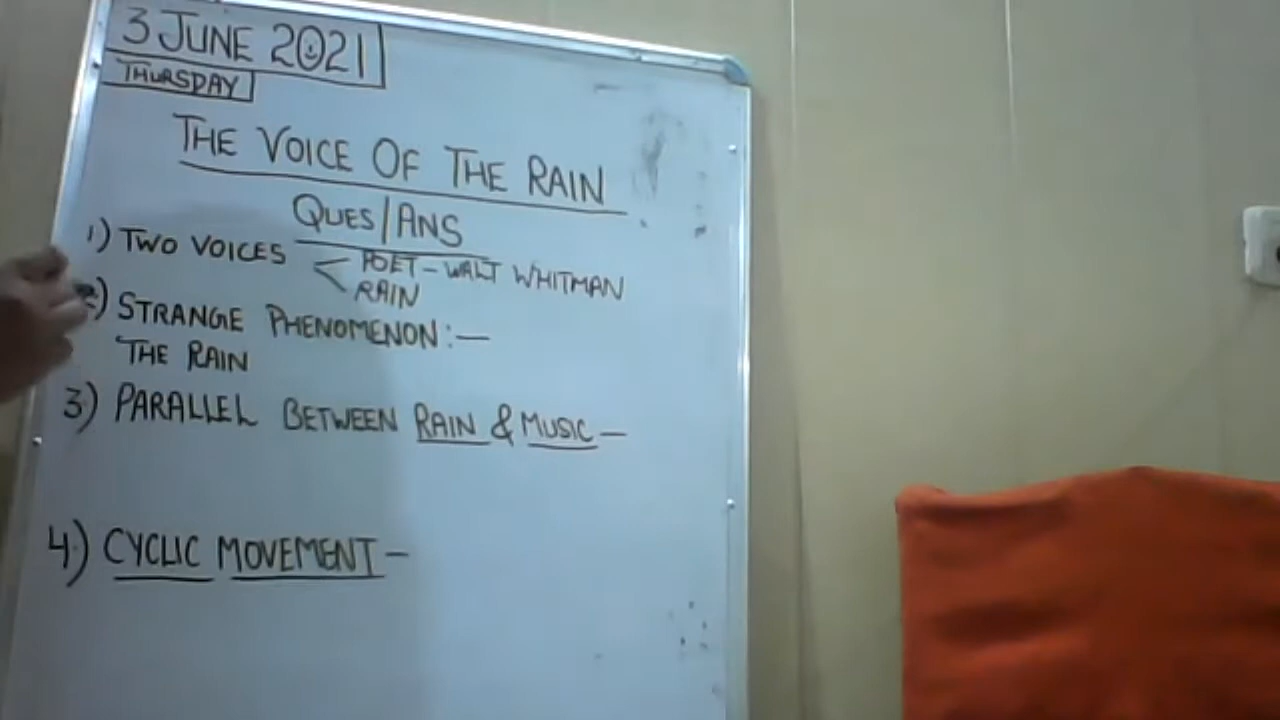 3 JUNE 2021
THURSDAY
THE VOICE OF THE RAIN
QUES/ANS
1) TWO VOICES < POET - WALT WHITMAN
RAIN
2) STRANGE PHENOMENON:—
THE RAIN
3) PARALLEL BETWEEN RAIN & MUSIC —
4) CYCLIC MOVEMENT —